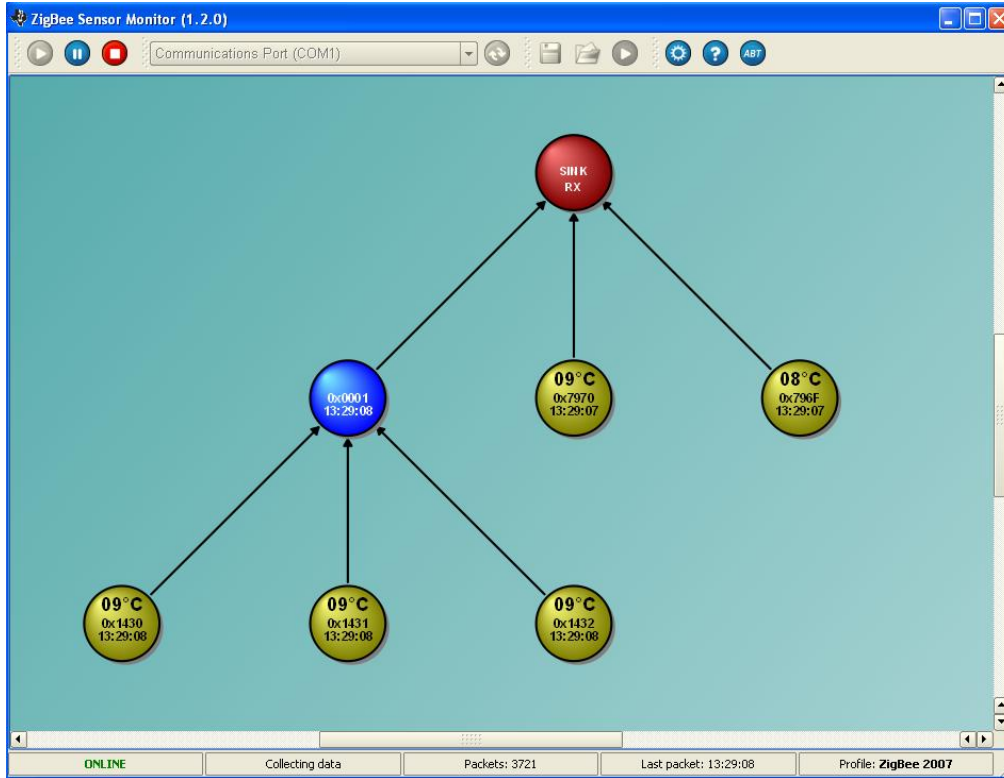 ZigBee Sensor Monitor (1.2.0)
Communications Port (COM1)
?
ABT
SINK
RX
0x0001
13:29:08
09°C
0x7970
13:29:07
08°C
0x796F
13:29:07
09°C
0x1430
13:29:08
09°C
0x1431
13:29:08
09°C
0x1432
13:29:08
ONLINE
Collecting data
Packets: 3721
Last packet: 13:29:08
Profile: ZigBee 2007